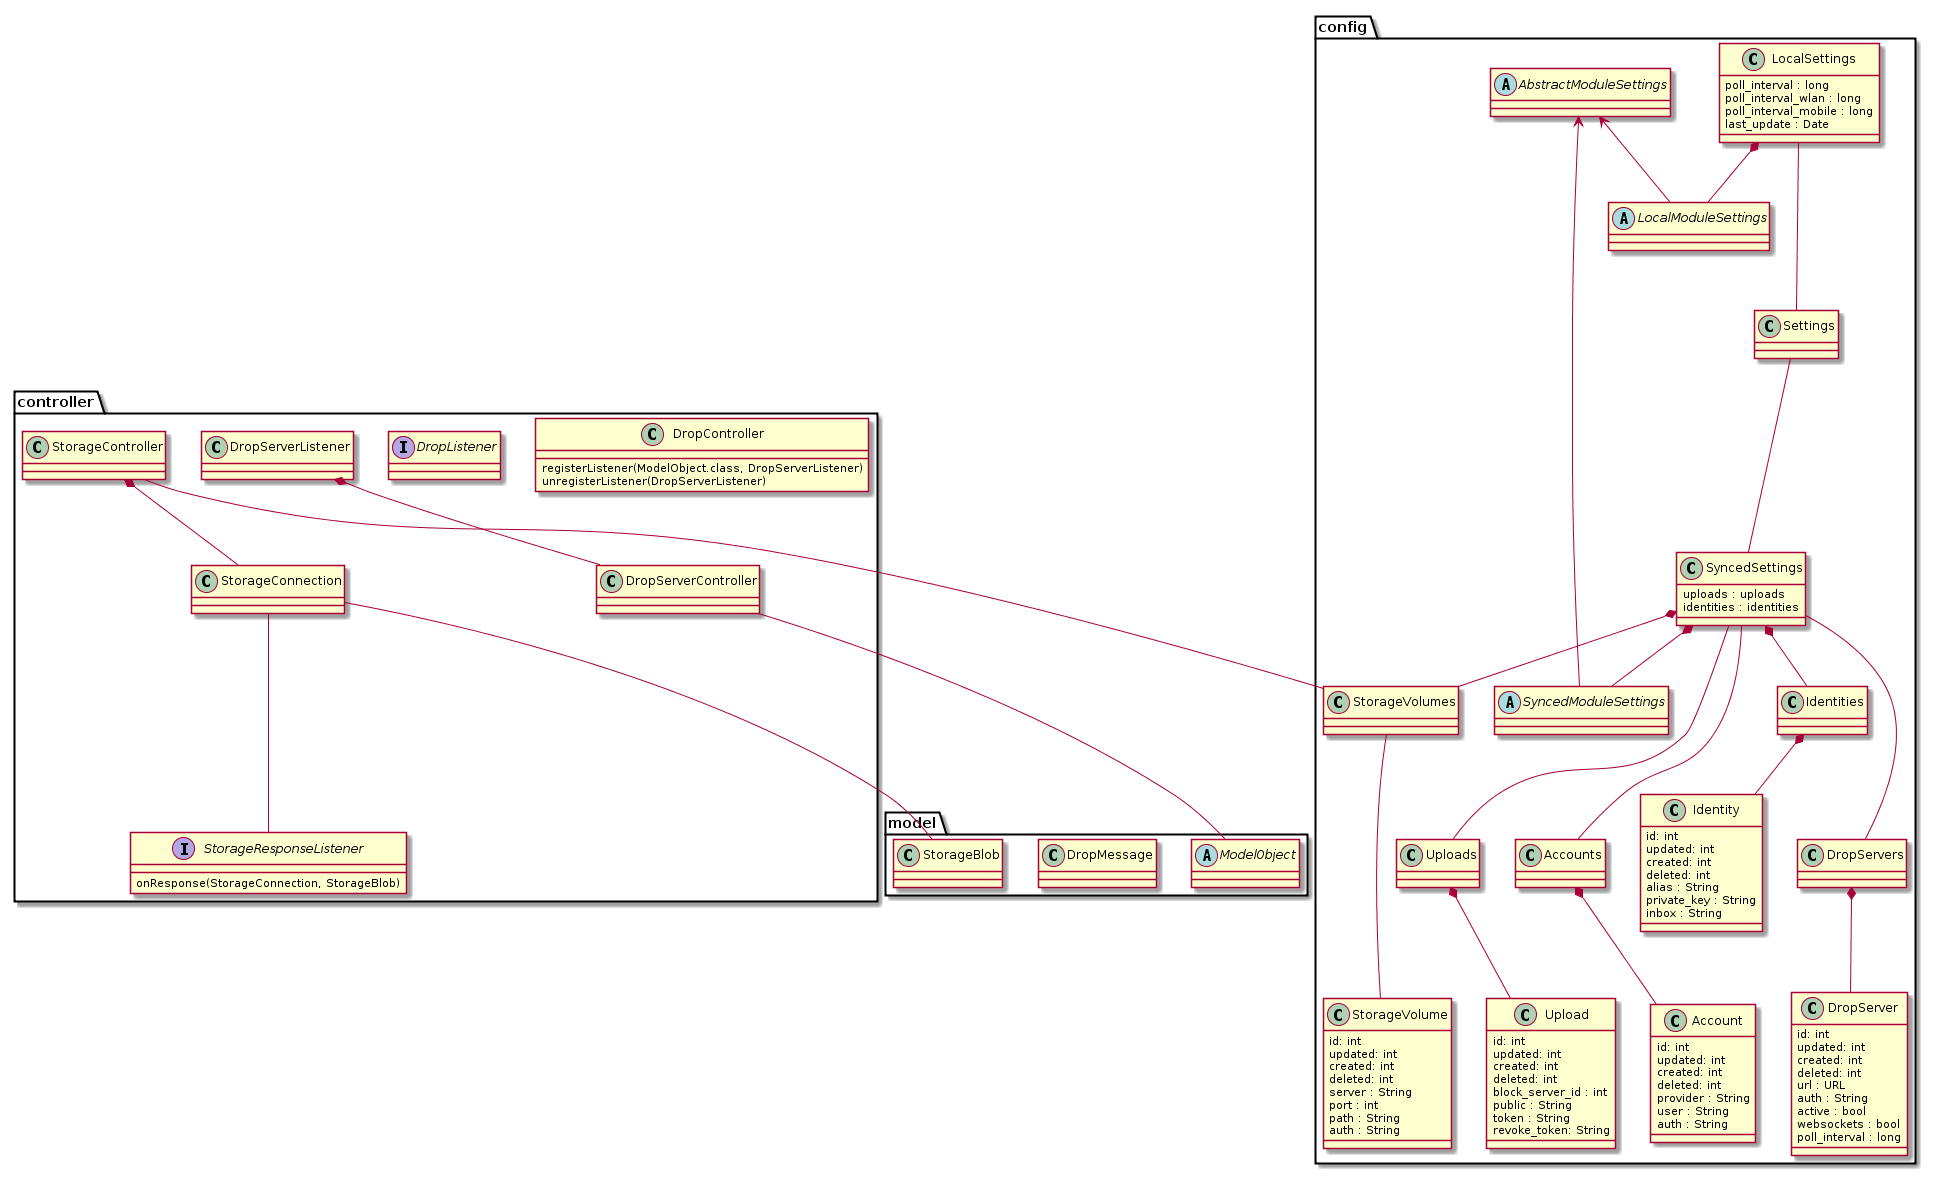 config
C LocalSettings
poll_interval : long
poll_interval_wlan : long
poll_interval_mobile : long
last_update : Date
A AbstractModuleSettings
A LocalModuleSettings
C Settings
controller
C StorageController
C DropServerListener
I DropListener
C DropController
registerListener(ModelObject.class, DropServerListener)
unregisterListener(DropServerListener)
C StorageConnection
C DropServerController
C SyncedSettings
uploads : uploads
identities : identities
C StorageVolumes
A SyncedModuleSettings
C Identities
I StorageResponseListener
onResponse(StorageConnection, StorageBlob)
model
C StorageBlob
C DropMessage
A ModelObject
C Uploads
C Accounts
C Identity
id: int
updated: int
created: int
deleted: int
alias : String
private_key : String
inbox : String
C DropServers
C StorageVolume
id: int
updated: int
created: int
deleted: int
server : String
port : int
path : String
auth : String
C Upload
id: int
updated: int
created: int
deleted: int
block_server_id : int
public : String
token : String
revoke_token: String
C Account
id: int
updated: int
created: int
deleted: int
provider : String
user : String
auth : String
C DropServer
id: int
updated: int
created: int
deleted: int
url : URL
auth : String
active : bool
websockets : bool
poll_interval : long